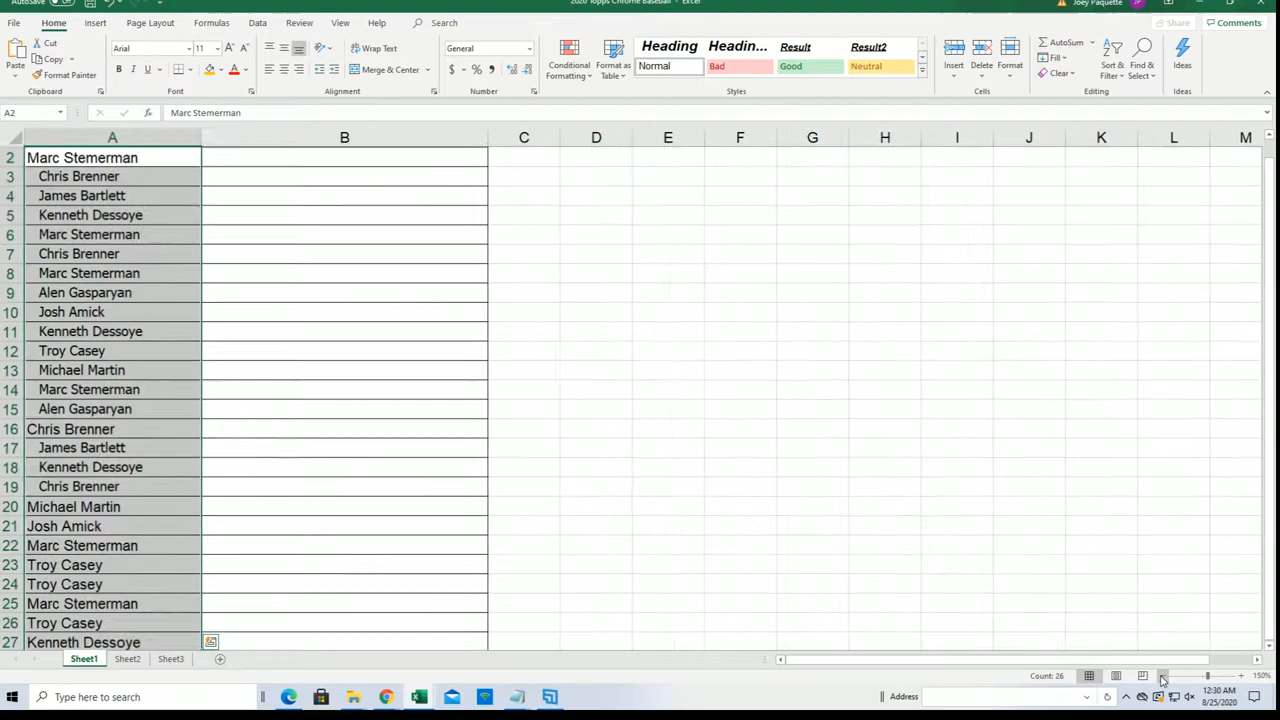 AutoSave Off 2020 Topps Chrome Baseball - Excel Joey Paquette JP
File Home Insert Page Layout Formulas Data Review View Help Search Share Comments
Paste Cut Copy Format Painter Clipboard
Arial 11 A A B I U A Font
Wrap Text Merge & Center Alignment
General $ % , Number
Conditional Formatting Format as Table
Heading Headin... Result Result2
Normal Bad Good Neutral
Styles
Insert Delete Format Cells
AutoSum Fill Clear Sort & Filter Find & Select Editing
Ideas Ideas
A2 fx Marc Stemerman
A B C D E F G H I J K L M
2 Marc Stemerman
3 Chris Brenner
4 James Bartlett
5 Kenneth Dessoye
6 Marc Stemerman
7 Chris Brenner
8 Marc Stemerman
9 Alen Gasparyan
10 Josh Amick
11 Kenneth Dessoye
12 Troy Casey
13 Michael Martin
14 Marc Stemerman
15 Alen Gasparyan
16 Chris Brenner
17 James Bartlett
18 Kenneth Dessoye
19 Chris Brenner
20 Michael Martin
21 Josh Amick
22 Marc Stemerman
23 Troy Casey
24 Troy Casey
25 Marc Stemerman
26 Troy Casey
27 Kenneth Dessoye
Sheet1 Sheet2 Sheet3
Count: 26 150%
Type here to search Address 12:30 AM
8/25/2020